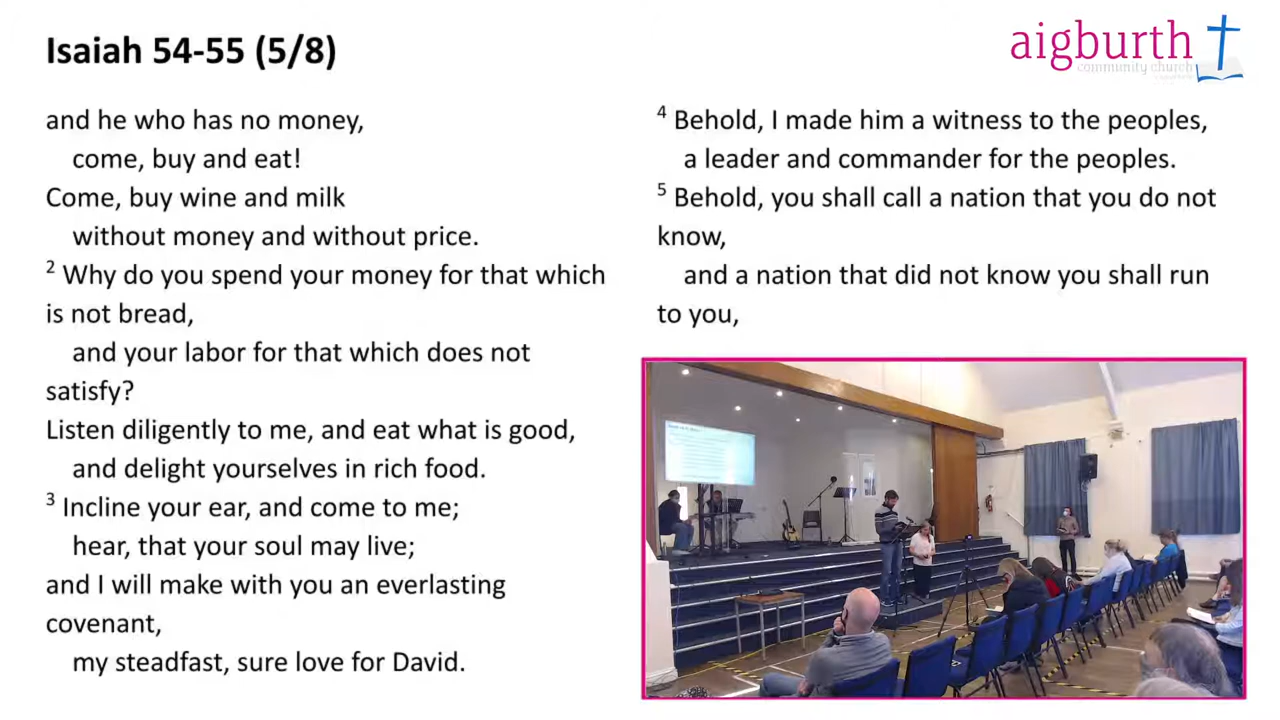 Isaiah 54-55 (5/8)
aigburth
community church
and he who has no money,
come, buy and eat!
Come, buy wine and milk
without money and without price.
2 Why do you spend your money for that which
is not bread,
and your labor for that which does not
satisfy?
Listen diligently to me, and eat what is good,
and delight yourselves in rich food.
3 Incline your ear, and come to me;
hear, that your soul may live;
and I will make with you an everlasting
covenant,
my steadfast, sure love for David.
4 Behold, I made him a witness to the peoples,
a leader and commander for the peoples.
5 Behold, you shall call a nation that you do not
know,
and a nation that did not know you shall run
to you,